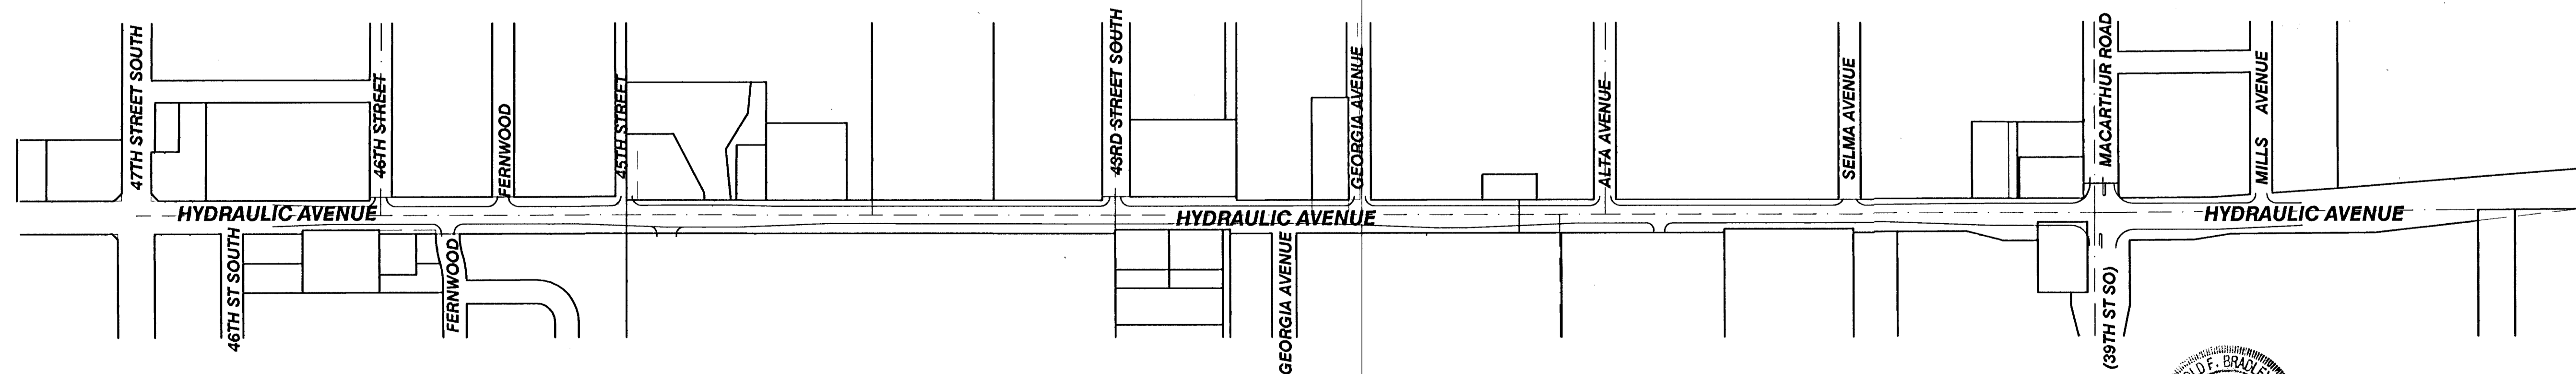 47TH STREET SOUTH
46TH STREET
FERNWOOD
45TH STREET
43RD STREET SOUTH
GEORGIA AVENUE
ALTA AVENUE
SELMA AVENUE
MACARTHUR ROAD
MILLS AVENUE
HYDRAULIC AVENUE
HYDRAULIC AVENUE
HYDRAULIC AVENUE
46TH ST SOUTH
FERNWOOD
GEORGIA AVENUE
(39TH ST SO)
F. BRADLE